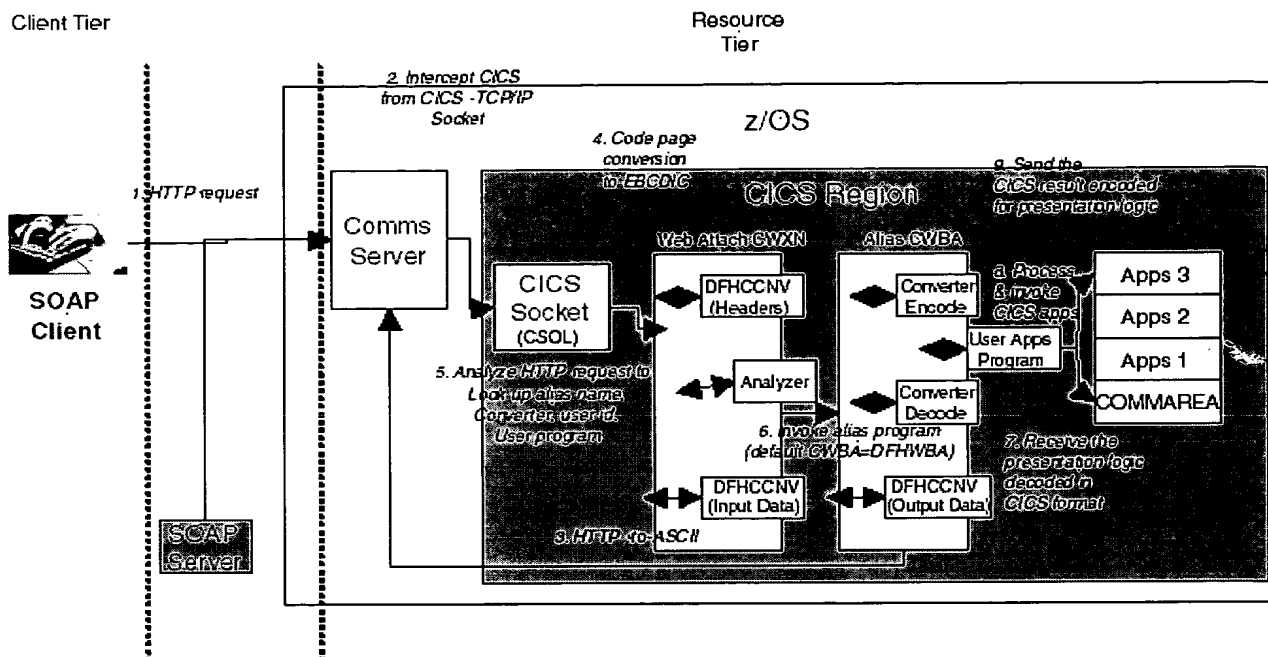 Client Tier
Resource
Tier
2. Intercept CICS
from CICS -TCP/IP
Socket
z/OS
4. Code page
conversion
to EBCDIC
9. Send the
CICS result encoded
for presentation logic
1. HTTP request
CICS Region
Comms
Server
Web Attach CWXN
Alias CWBA
SOAP
Client
CICS
Socket
(CSOL)
DFHCCNV
(Headers)
Converter
Encode
8. Process
& invoke
CICS apps
Apps 3
Apps 2
User Apps
Program
Apps 1
5. Analyze HTTP request to
Look up alias name,
Converter, user id,
User program
Analyzer
Converter
Decode
COMMAREA
6. Invoke alias program
(default CWBA=DFHWBA)
7. Receive the
presentation logic
decoded in
CICS format
DFHCCNV
(Input Data)
DFHCCNV
(Output Data)
3. HTTP-to-ASCII
SOAP
Server